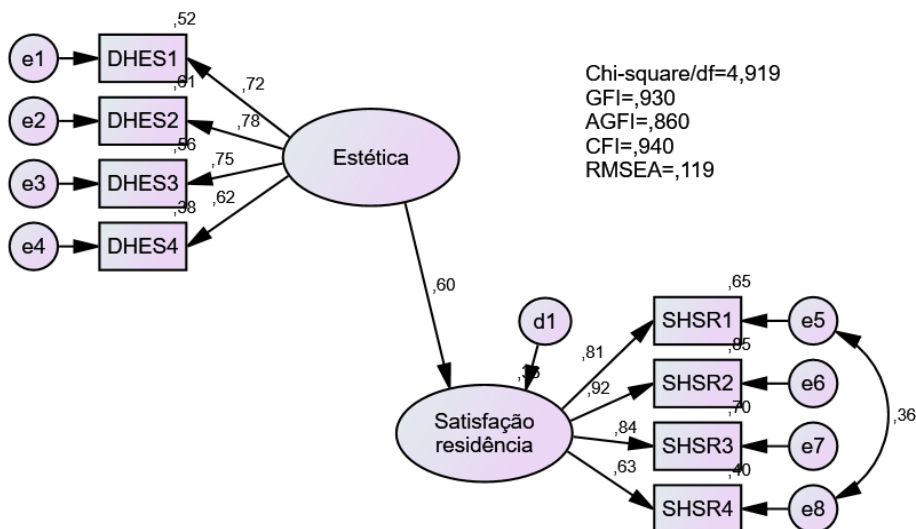 ,52
e1
DHES1
,72
,61
e2
DHES2
,78
,56
e3
DHES3
,75
,38
e4
DHES4
,62
Estética
Chi-square/df=4,919
GFI=,930
AGFI=,860
CFI=,940
RMSEA=,119
,60
d1
Satisfação
residência
,65
,81
SHSR1
e5
,85
,92
SHSR2
e6
,70
,84
SHSR3
e7
,40
,63
SHSR4
e8
,36